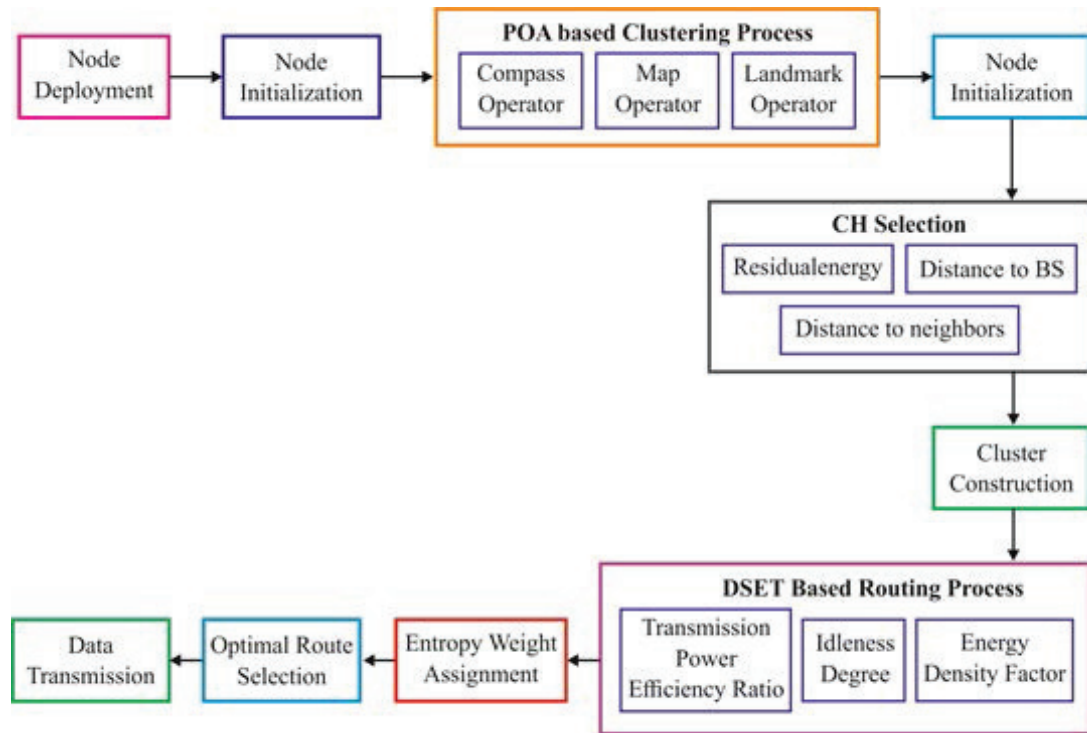 Node
Deployment
Node
Initialization
POA based Clustering Process
Compass
Operator
Map
Operator
Landmark
Operator
Node
Initialization
CH Selection
Residualenergy
Distance to BS
Distance to neighbors
Cluster
Construction
DSET Based Routing Process
Transmission
Power
Efficiency Ratio
Idleness
Degree
Energy
Density Factor
Entropy Weight
Assignment
Optimal Route
Selection
Data
Transmission